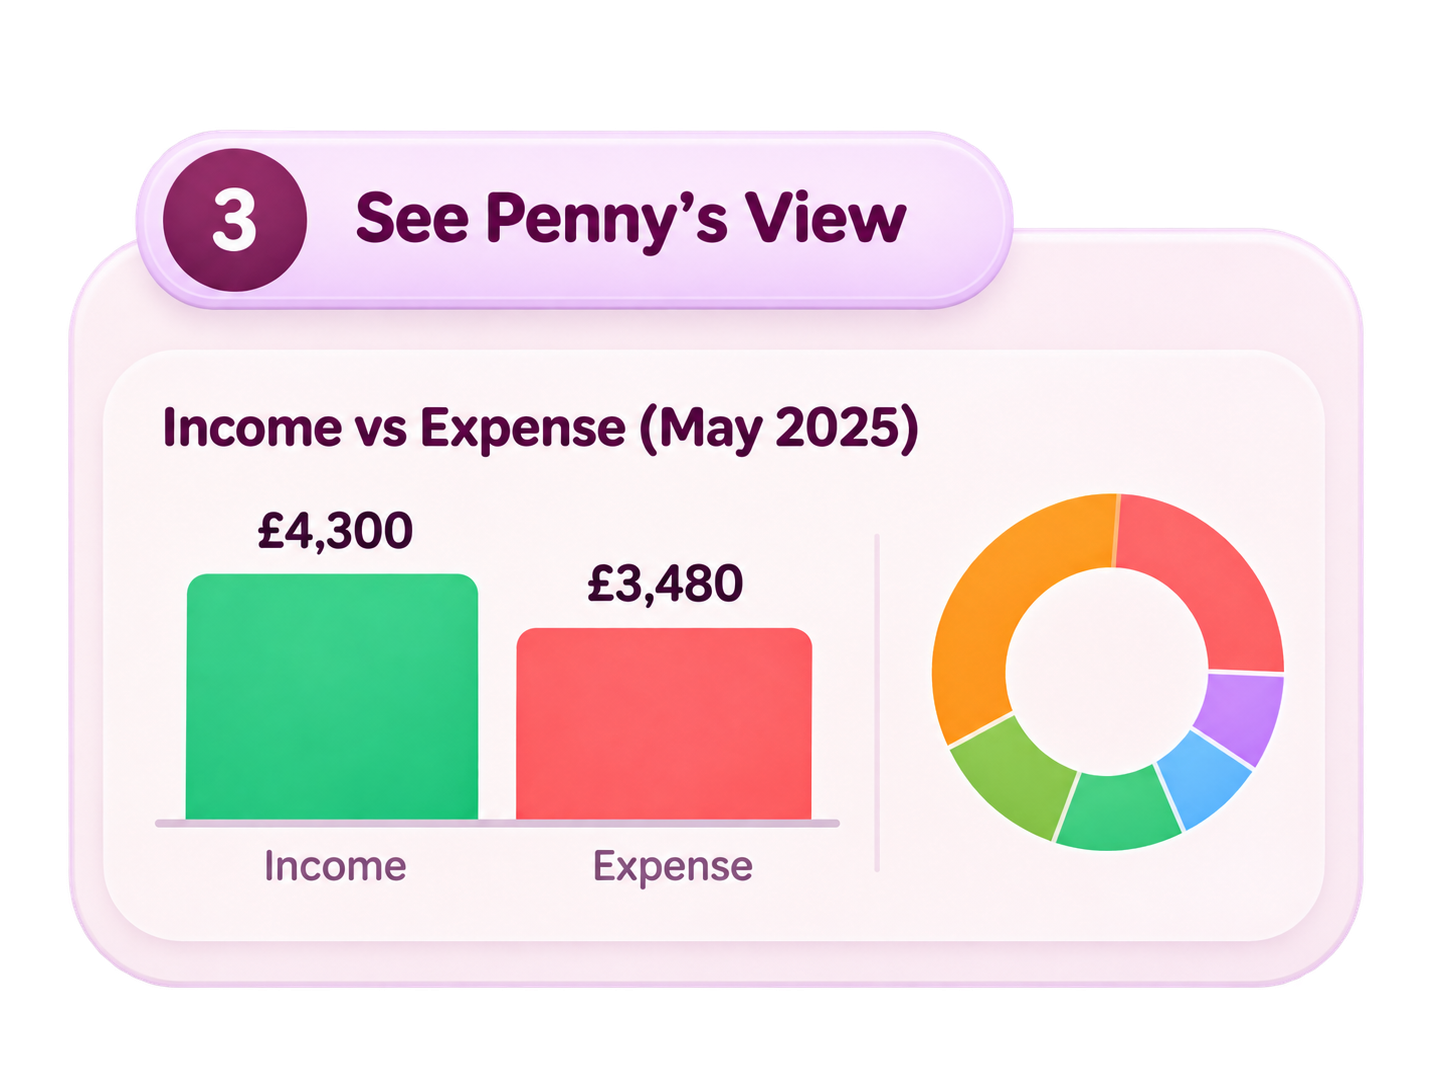 3
See Penny’s View
Income vs Expense (May 2025)
£4,300
£3,480
Income
Expense